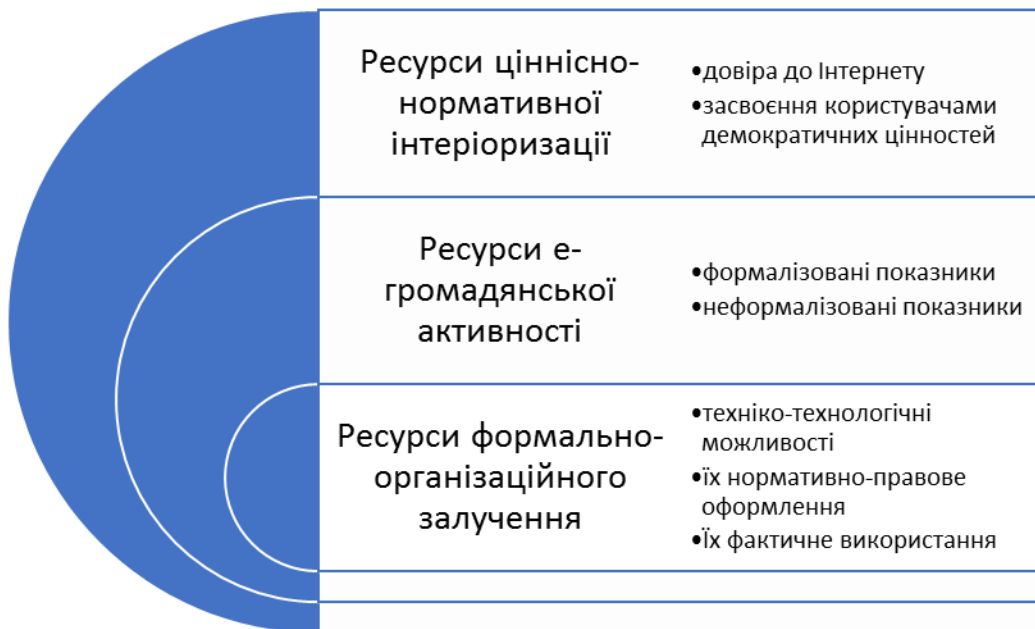 Ресурси ціннісно-
нормативної
інтеріоризації
•довіра до Інтернету
•засвоєння користувачами
демократичних цінностей
Ресурси е-
громадянської
активності
•формалізовані показники
•неформалізовані показники
Ресурси формально-
організаційного
залучення
•техніко-технологічні
можливості
•їх нормативно-правове
оформлення
•Їх фактичне використання